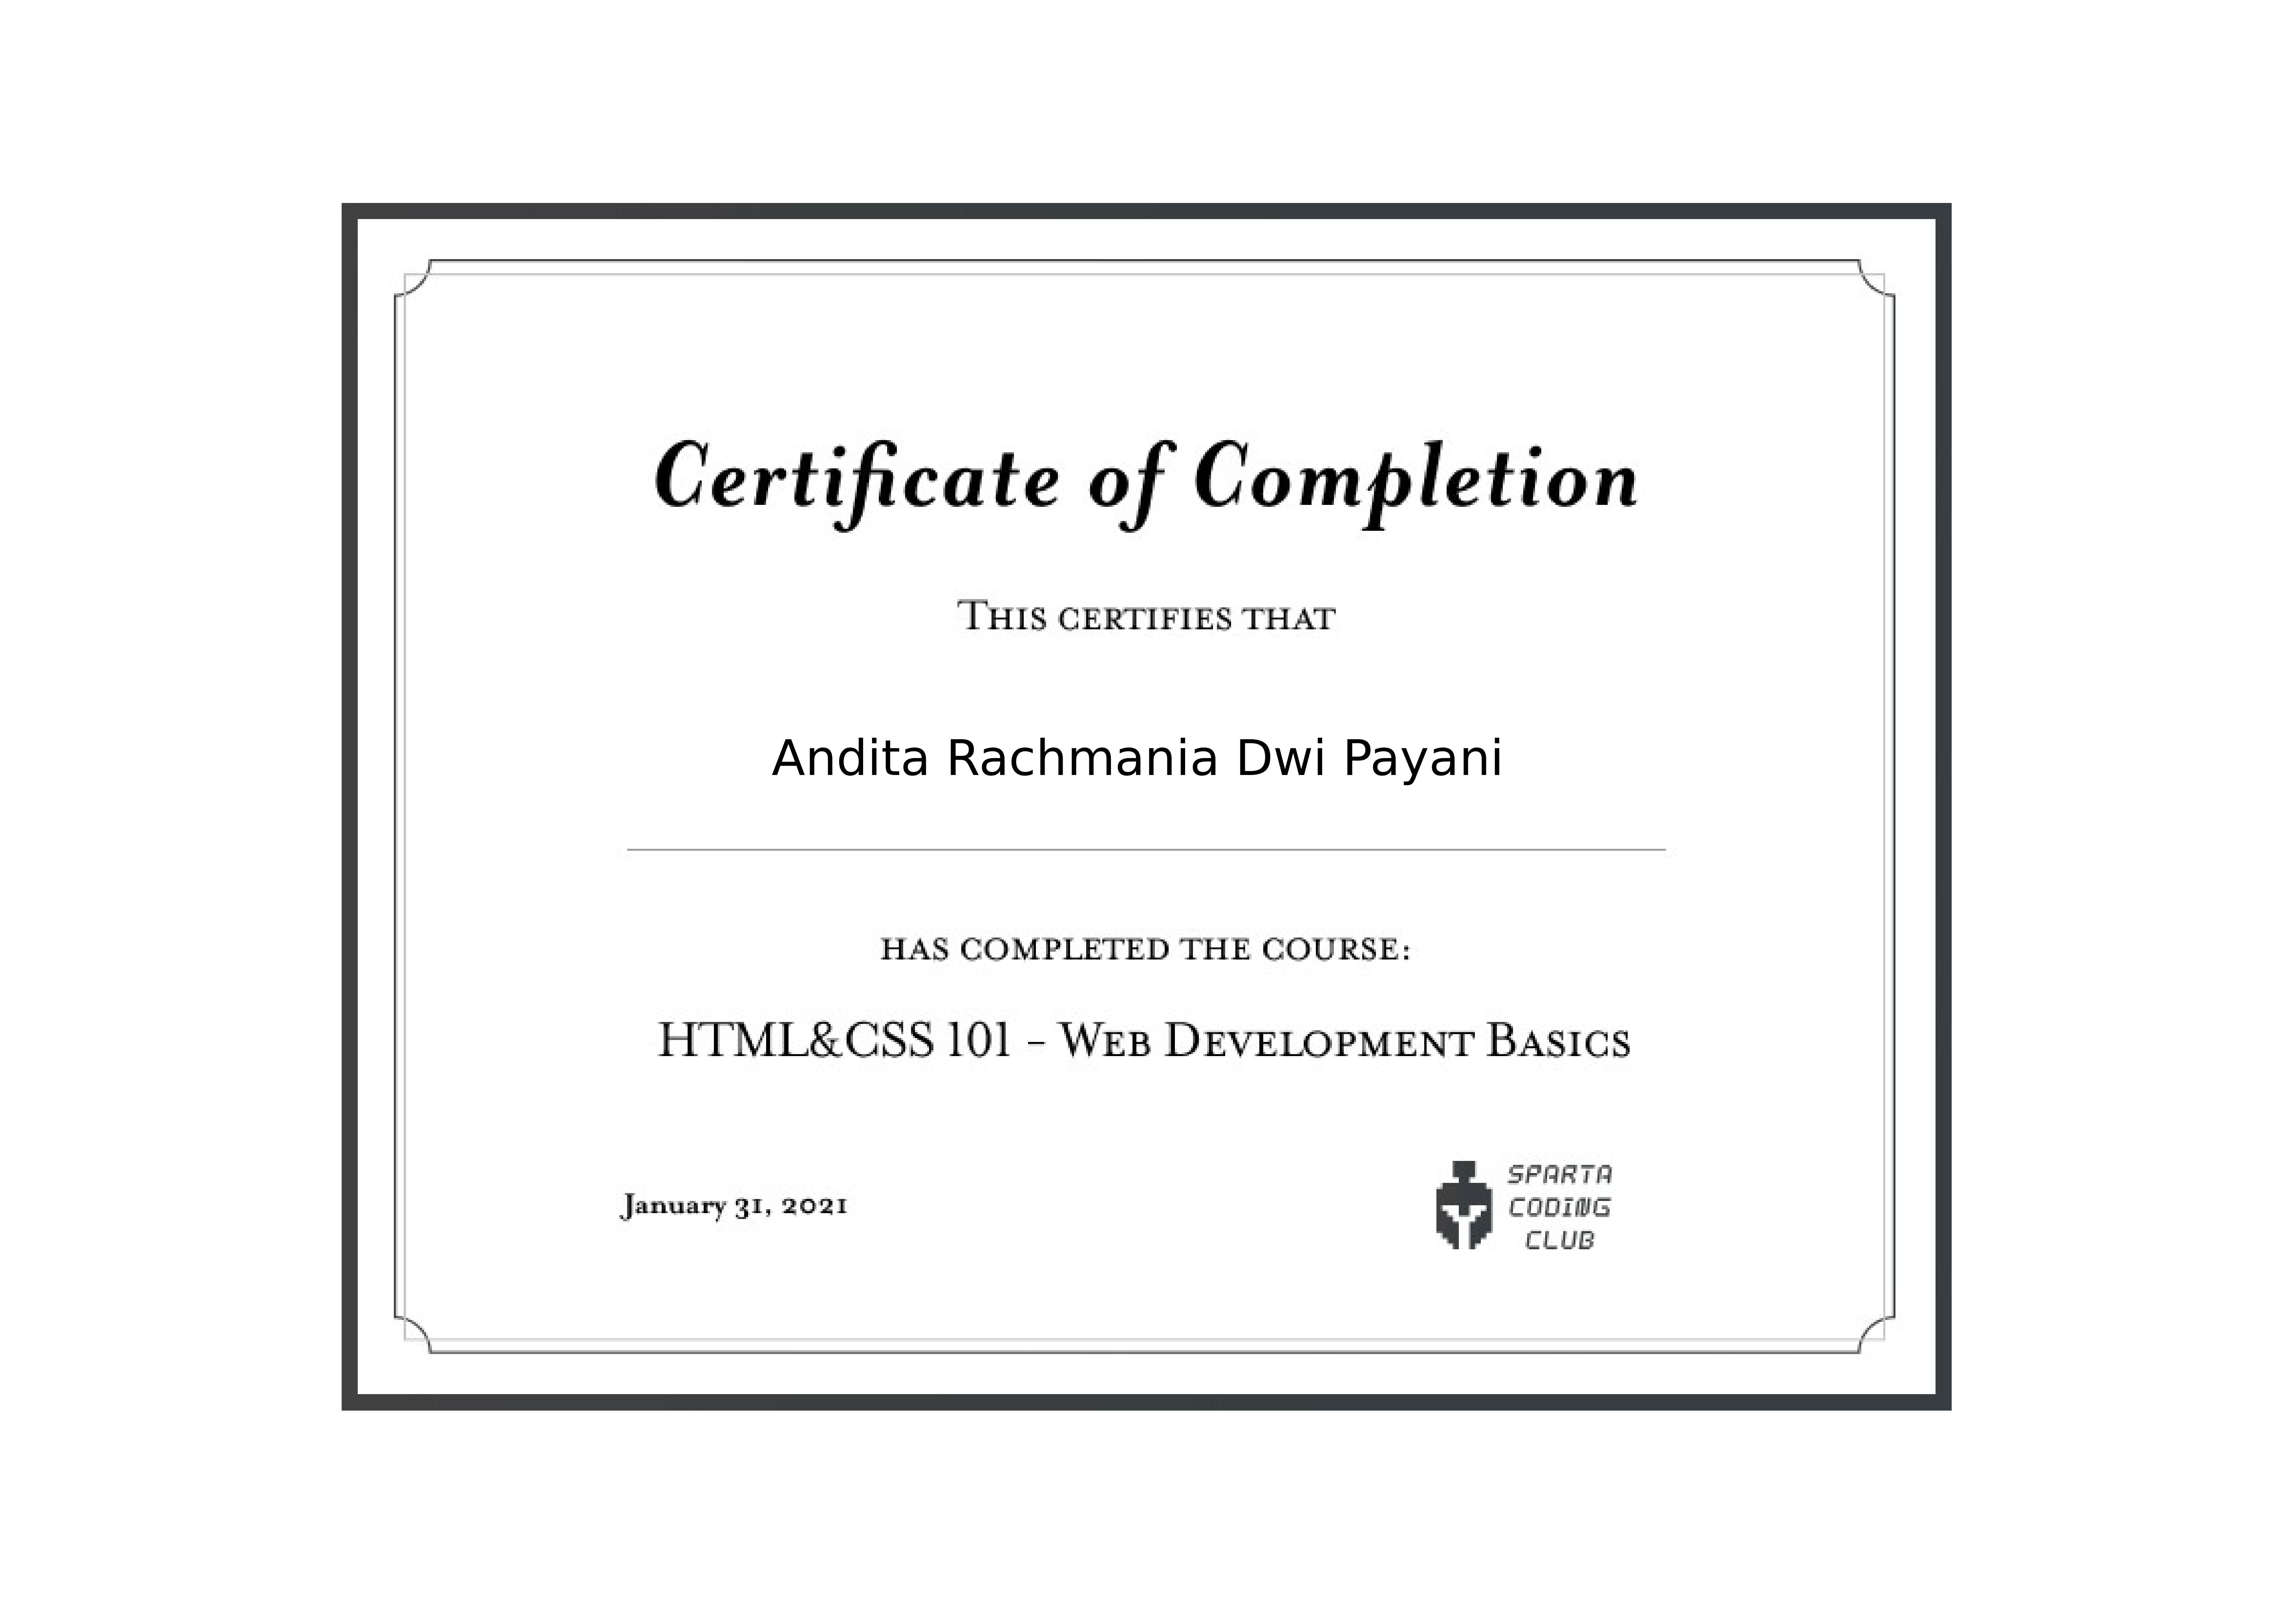 Certificate of Completion
This certifies that
Andita Rachmania Dwi Payani
has completed the course:
HTML&CSS 101 – Web Development Basics
January 31, 2021
SPARTA
CODING
CLUB